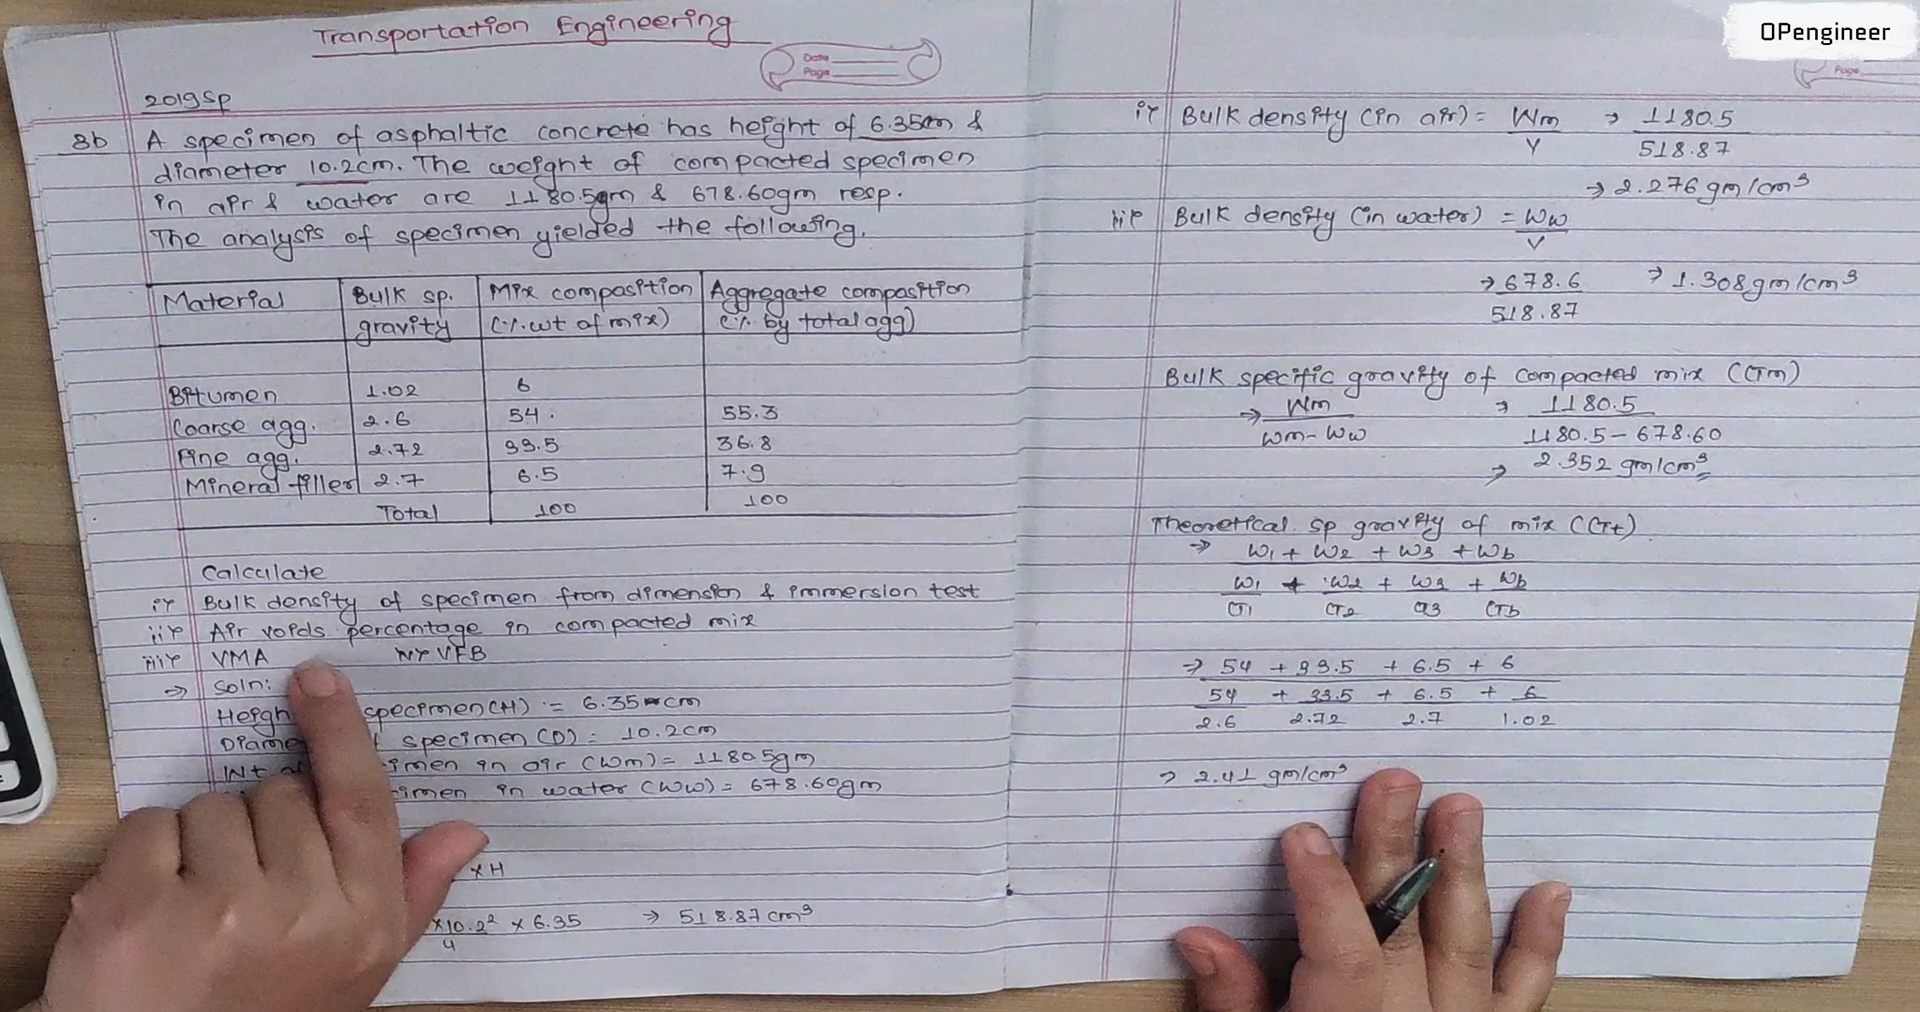 OPengineer
Transportation Engineering
Date
Page
Page
2019sp
8b A specimen of asphaltic concrete has height of 6.35cm &
diameter 10.2cm. The weight of compacted specimen
in air & water are 1180.5gm & 678.60gm resp.
The analysis of specimen yielded the following.
Material Bulk sp. gravity Mix composition (% wt of mix) Aggregate composition (% by total agg)
Bitumen 1.02 6
Coarse agg. 2.6 54. 55.3
Fine agg. 2.72 33.5 36.8
Mineral filler 2.7 6.5 7.9
Total 100 100
Calculate
i> Bulk density of specimen from dimension & immersion test
ii> Air voids percentage in compacted mix
iii> VMA iv> VFB
=> Soln:
specimen (H) = 6.35 cm
specimen (D) = 10.2cm
in air (Wm) = 1180.5gm
in water (Ww) = 678.60gm
x H
x10.2² x 6.35 => 518.87 cm³
4
i> Bulk density (in air) = Wm => 1180.5
V 518.87
=> 2.276 gm/cm³
ii> Bulk density (in water) = Ww
V
=> 678.6 => 1.308gm/cm³
518.87
Bulk specific gravity of compacted mix (Gm)
=> Wm => 1180.5
Wm - Ww 1180.5 - 678.60
=> 2.352 gm/cm³
Theoretical sp gravity of mix (Gt)
=> W1 + W2 + W3 + Wb
W1 + W2 + W3 + Wb
G1 G2 G3 Gb
=> 54 + 33.5 + 6.5 + 6
54 + 33.5 + 6.5 + 6
2.6 2.72 2.7 1.02
=> 2.41 gm/cm³